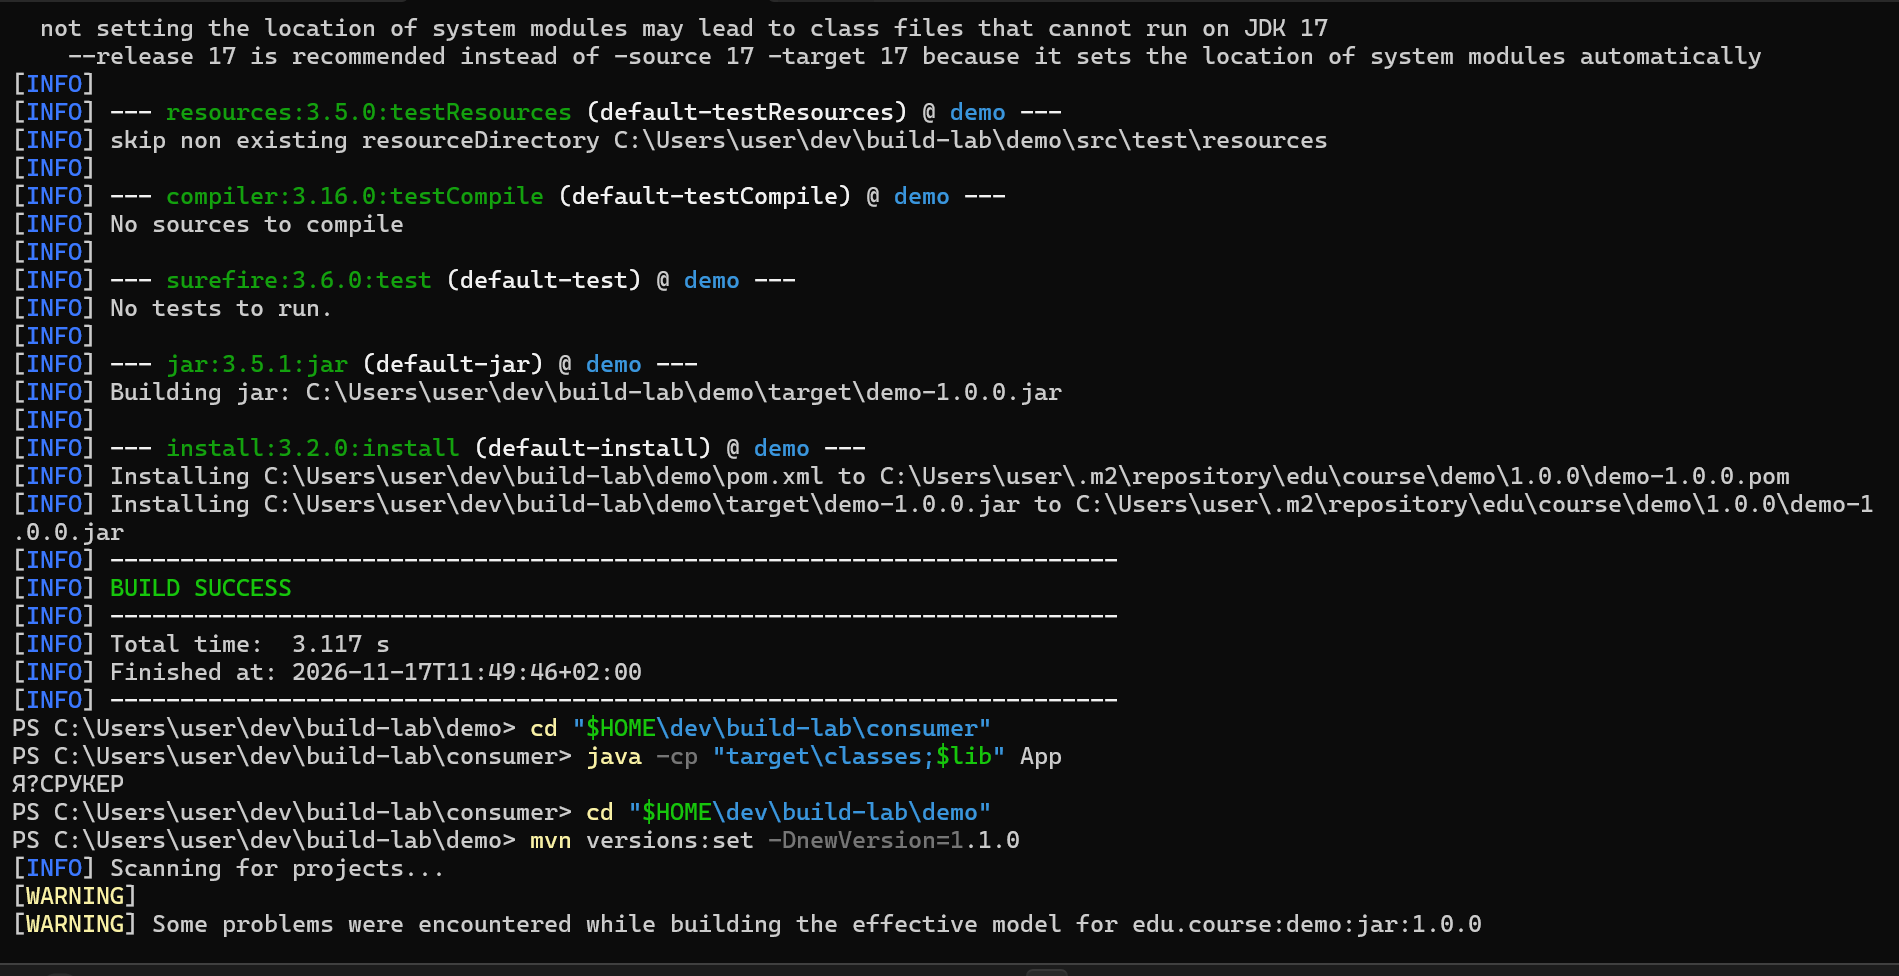 not setting the location of system modules may lead to class files that cannot run on JDK 17
    --release 17 is recommended instead of -source 17 -target 17 because it sets the location of system modules automatically
[INFO]
[INFO] --- resources:3.5.0:testResources (default-testResources) @ demo ---
[INFO] skip non existing resourceDirectory C:\Users\user\dev\build-lab\demo\src\test\resources
[INFO]
[INFO] --- compiler:3.16.0:testCompile (default-testCompile) @ demo ---
[INFO] No sources to compile
[INFO]
[INFO] --- surefire:3.6.0:test (default-test) @ demo ---
[INFO] No tests to run.
[INFO]
[INFO] --- jar:3.5.1:jar (default-jar) @ demo ---
[INFO] Building jar: C:\Users\user\dev\build-lab\demo\target\demo-1.0.0.jar
[INFO]
[INFO] --- install:3.2.0:install (default-install) @ demo ---
[INFO] Installing C:\Users\user\dev\build-lab\demo\pom.xml to C:\Users\user\.m2\repository\edu\course\demo\1.0.0\demo-1.0.0.pom
[INFO] Installing C:\Users\user\dev\build-lab\demo\target\demo-1.0.0.jar to C:\Users\user\.m2\repository\edu\course\demo\1.0.0\demo-1
.0.0.jar
[INFO] ------------------------------------------------------------------------
[INFO] BUILD SUCCESS
[INFO] ------------------------------------------------------------------------
[INFO] Total time:  3.117 s
[INFO] Finished at: 2026-11-17T11:49:46+02:00
[INFO] ------------------------------------------------------------------------
PS C:\Users\user\dev\build-lab\demo> cd "$HOME\dev\build-lab\consumer"
PS C:\Users\user\dev\build-lab\consumer> java -cp "target\classes;$lib" App
Я?СРУКЕР
PS C:\Users\user\dev\build-lab\consumer> cd "$HOME\dev\build-lab\demo"
PS C:\Users\user\dev\build-lab\demo> mvn versions:set -DnewVersion=1.1.0
[INFO] Scanning for projects...
[WARNING]
[WARNING] Some problems were encountered while building the effective model for edu.course:demo:jar:1.0.0